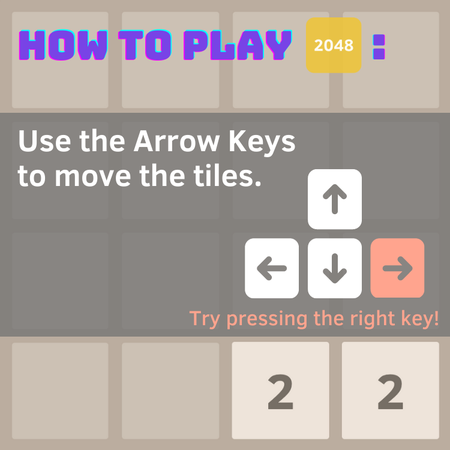 HOW TO PLAY 2048 :
Use the Arrow Keys
to move the tiles.
↑
← ↓ →
Try pressing the right key!
2 2